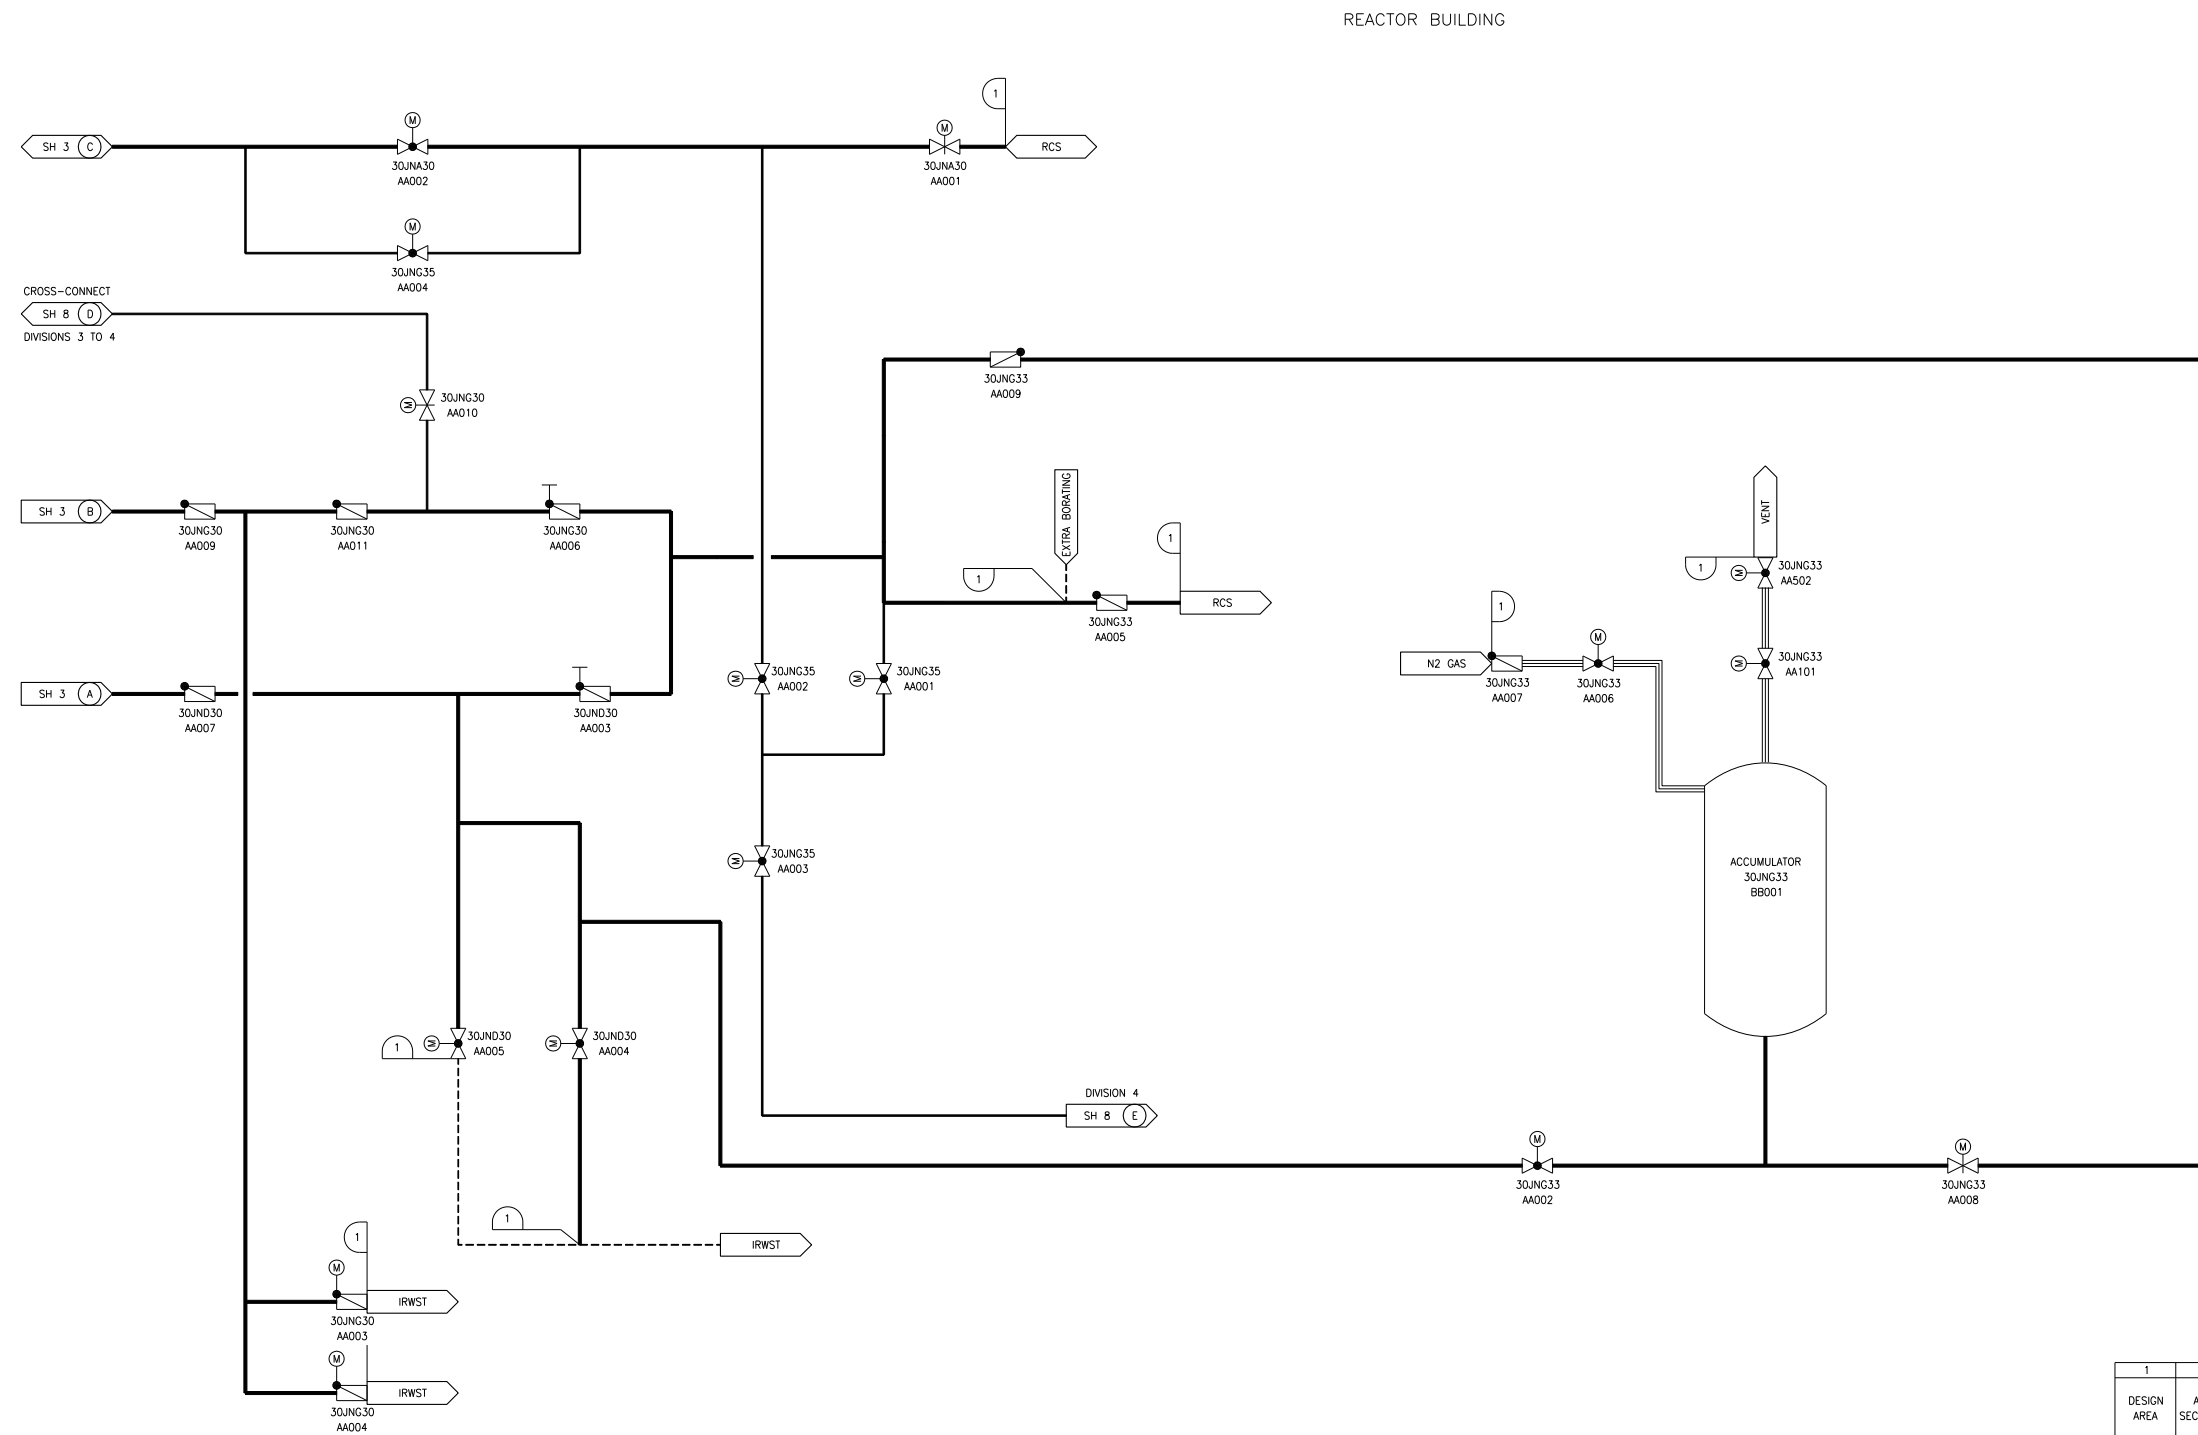 REACTOR BUILDING
1
M
M
SH 3 C
RCS
30JNA30
AA002
30JNA30
AA001
M
30JNG35
AA004
CROSS-CONNECT
SH 8 D
DIVISIONS 3 TO 4
30JNG33
AA009
M
30JNG30
AA010
EXTRA BORATING
VENT
SH 3 B
30JNG30
AA009
30JNG30
AA011
30JNG30
AA006
1
1
1
M
30JNG33
AA502
RCS
30JNG33
AA005
1
M
N2 GAS
30JNG33
AA007
30JNG33
AA006
M
30JNG33
AA101
M
30JNG35
AA002
M
30JNG35
AA001
SH 3 A
30JND30
AA007
30JND30
AA003
M
30JNG35
AA003
ACCUMULATOR
30JNG33
BB001
1
M
30JND30
AA005
M
30JND30
AA004
DIVISION 4
SH 8 E
M
30JNG33
AA002
M
30JNG33
AA008
1
IRWST
1
M
IRWST
30JNG30
AA003
M
IRWST
30JNG30
AA004
1
DESIGN
AREA
A
SEC